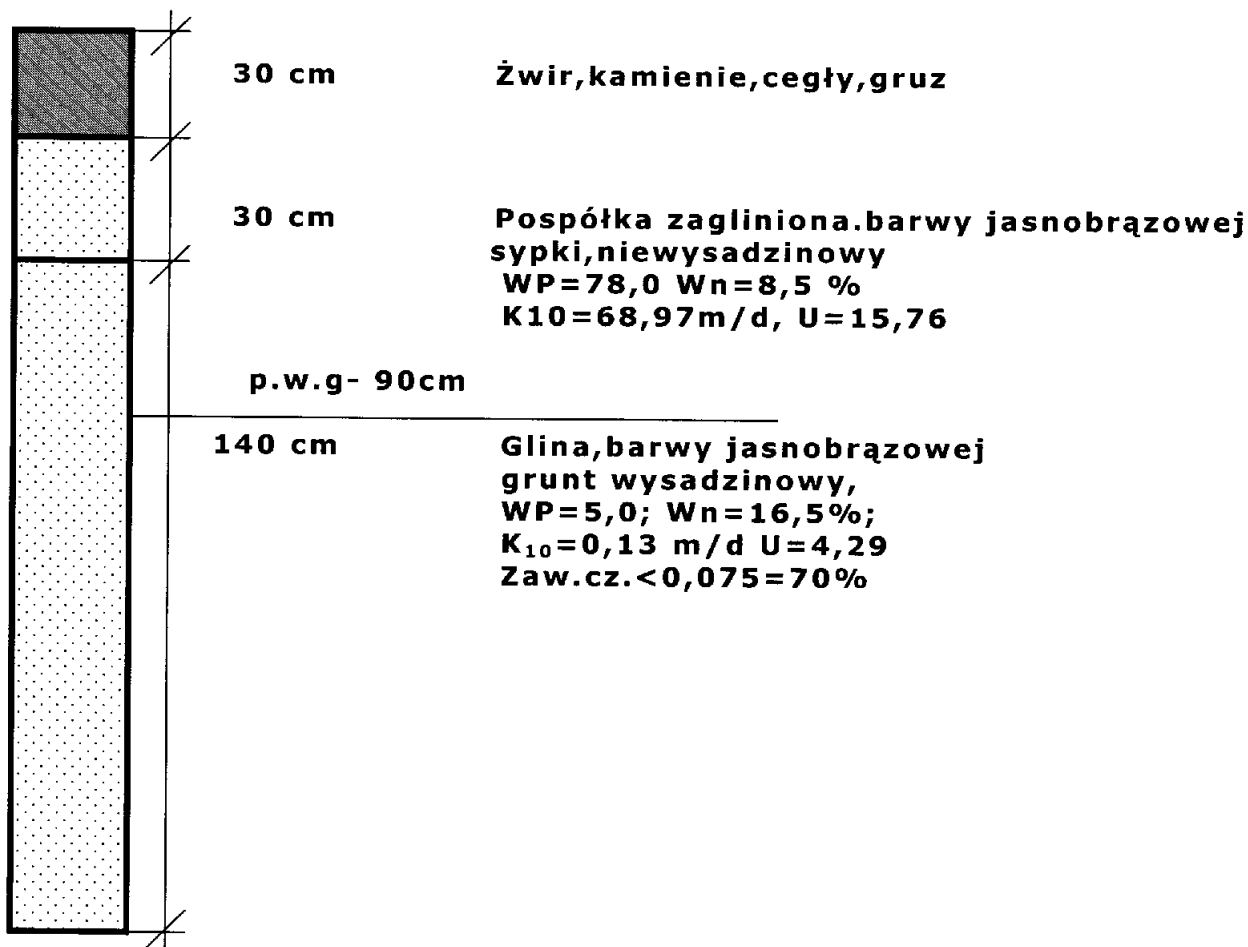 30 cm Żwir,kamienie,cegły,gruz
30 cm Pospółka zagliniona.barwy jasnobrązowej
sypki,niewysadzinowy
WP=78,0 Wn=8,5 %
K10=68,97m/d, U=15,76
p.w.g- 90cm
140 cm Glina,barwy jasnobrązowej
grunt wysadzinowy,
WP=5,0; Wn=16,5%;
K₁₀=0,13 m/d U=4,29
Zaw.cz.<0,075=70%